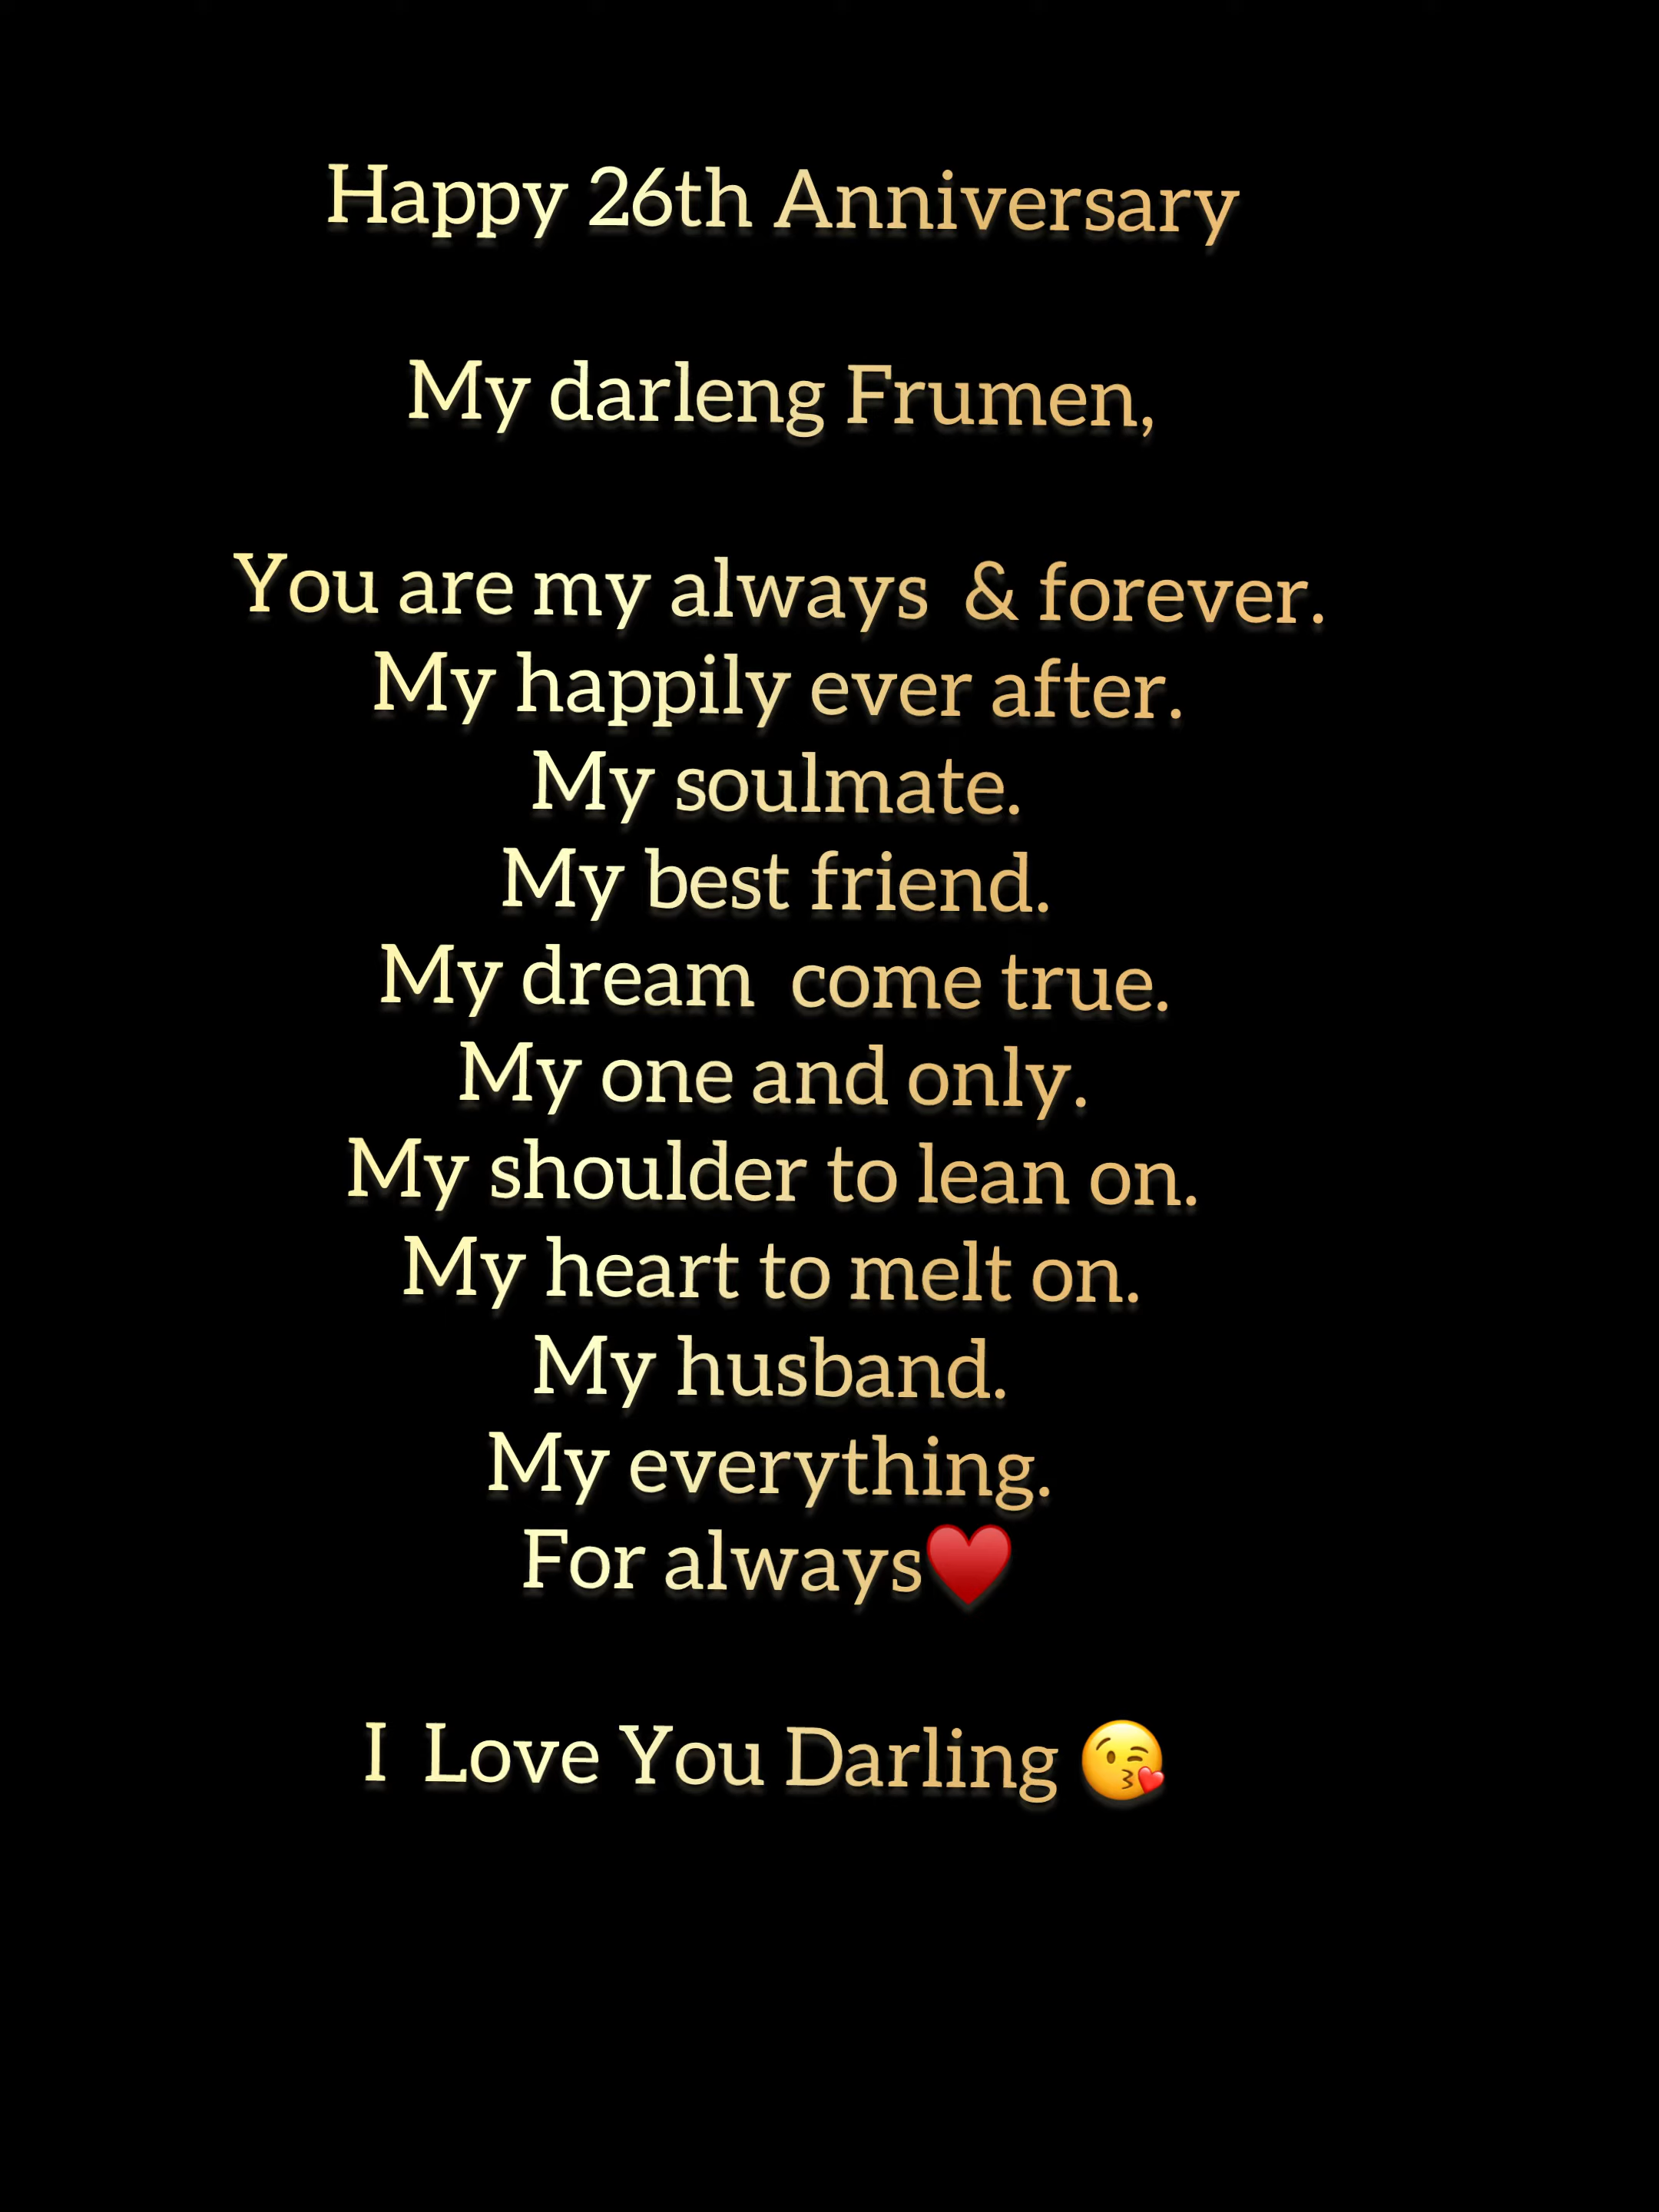 Happy 26th Anniversary
My darleng Frumen,
You are my always  & forever.
My happily ever after.
My soulmate.
My best friend.
My dream  come true.
My one and only.
My shoulder to lean on.
My heart to melt on.
My husband.
My everything.
For always♥️
I  Love You Darling 😘